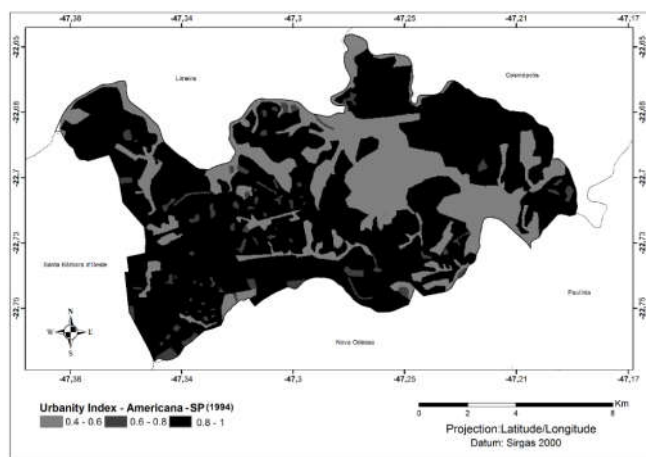 -47,38 -47,34 -47,3 -47,25 -47,21 -47,17
-22,65 -22,65
Limeira Cosmópolis
-22,68 -22,68
-22,7 -22,7
-22,73 -22,73
Santa Bárbara d'Oeste
Paulínia
-22,75 -22,75
N
W E
S
Nova Odessa
-47,38 -47,34 -47,3 -47,25 -47,21 -47,17
Urbanity Index - Americana-SP (1994)
0.4 - 0.6 0.6 - 0.8 0.8 - 1
Km
0 2 4 8
Projection:Latitude/Longitude
Datum: Sirgas 2000